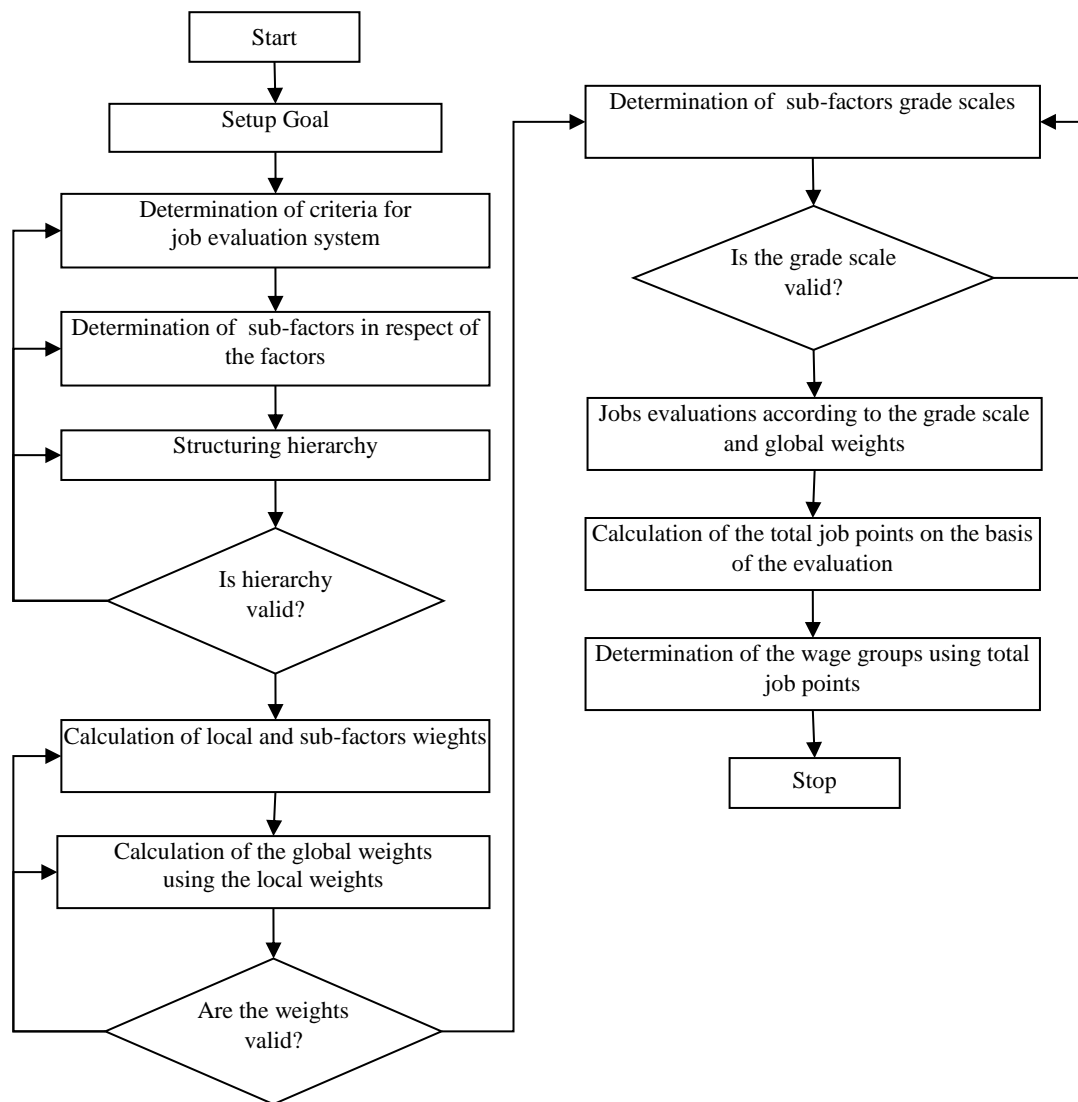 Start
Setup Goal
Determination of criteria for
job evaluation system
Determination of sub-factors in respect of
the factors
Structuring hierarchy
Is hierarchy
valid?
Calculation of local and sub-factors wieghts
Calculation of the global weights
using the local weights
Are the weights
valid?
Determination of sub-factors grade scales
Is the grade scale
valid?
Jobs evaluations according to the grade scale
and global weights
Calculation of the total job points on the basis
of the evaluation
Determination of the wage groups using total
job points
Stop